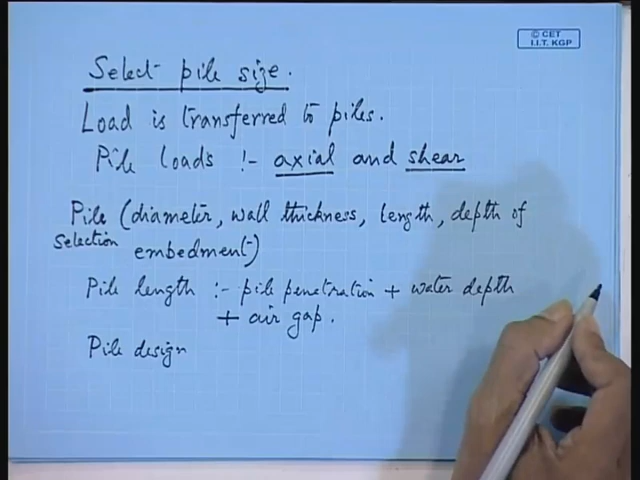 © CET
I.I.T. KGP
Select pile size.
Load is transferred to piles.
Pile loads :- axial and shear
Pile (diameter, wall thickness, length, depth of
selection embedment)
Pile length :- pile penetration + water depth
+ air gap.
Pile design